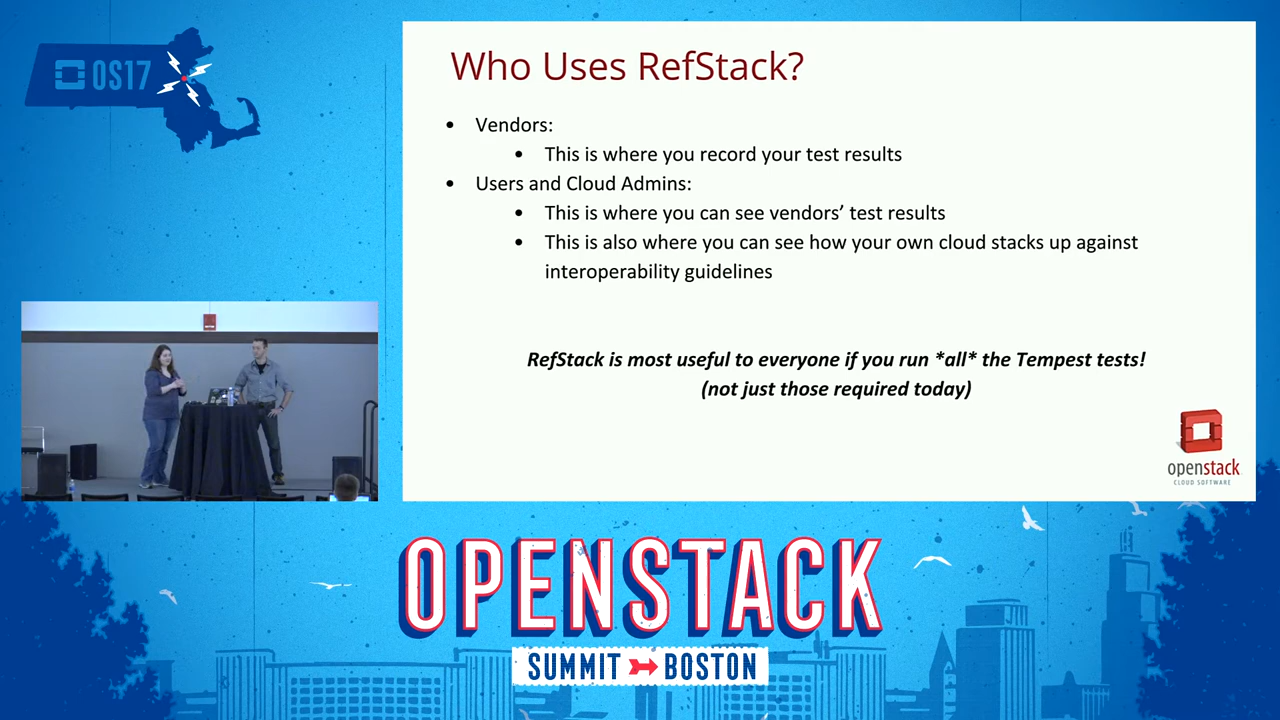 OS17
Who Uses RefStack?
• Vendors:
• This is where you record your test results
• Users and Cloud Admins:
• This is where you can see vendors’ test results
• This is also where you can see how your own cloud stacks up against
interoperability guidelines
RefStack is most useful to everyone if you run *all* the Tempest tests!
(not just those required today)
openstack
CLOUD SOFTWARE
OPENSTACK
SUMMIT BOSTON